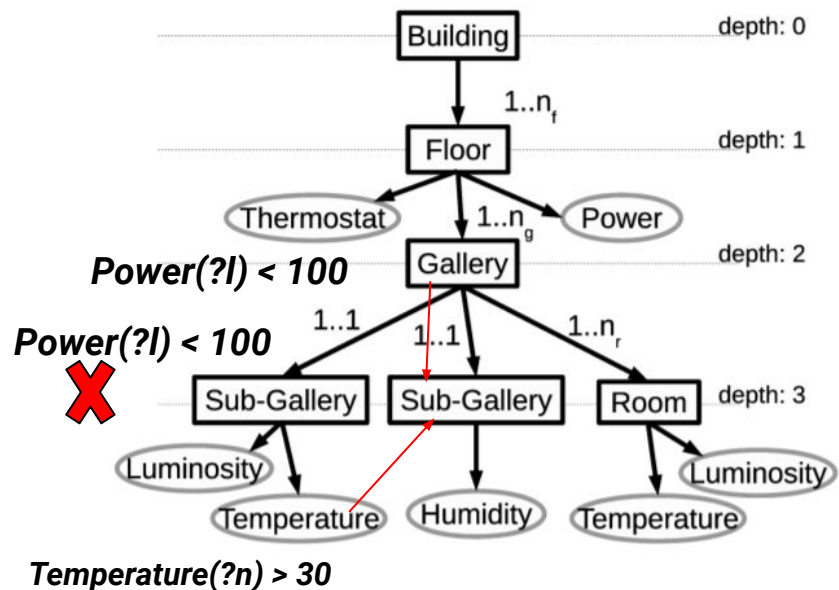 Building
depth: 0
1..n_f
depth: 1
Floor
Thermostat
1..n_g
Power
depth: 2
Power(?l) < 100
Gallery
1..1
1..1
1..n_r
Power(?l) < 100
Sub-Gallery
Sub-Gallery
Room
depth: 3
Luminosity
Luminosity
Temperature
Humidity
Temperature
Temperature(?n) > 30